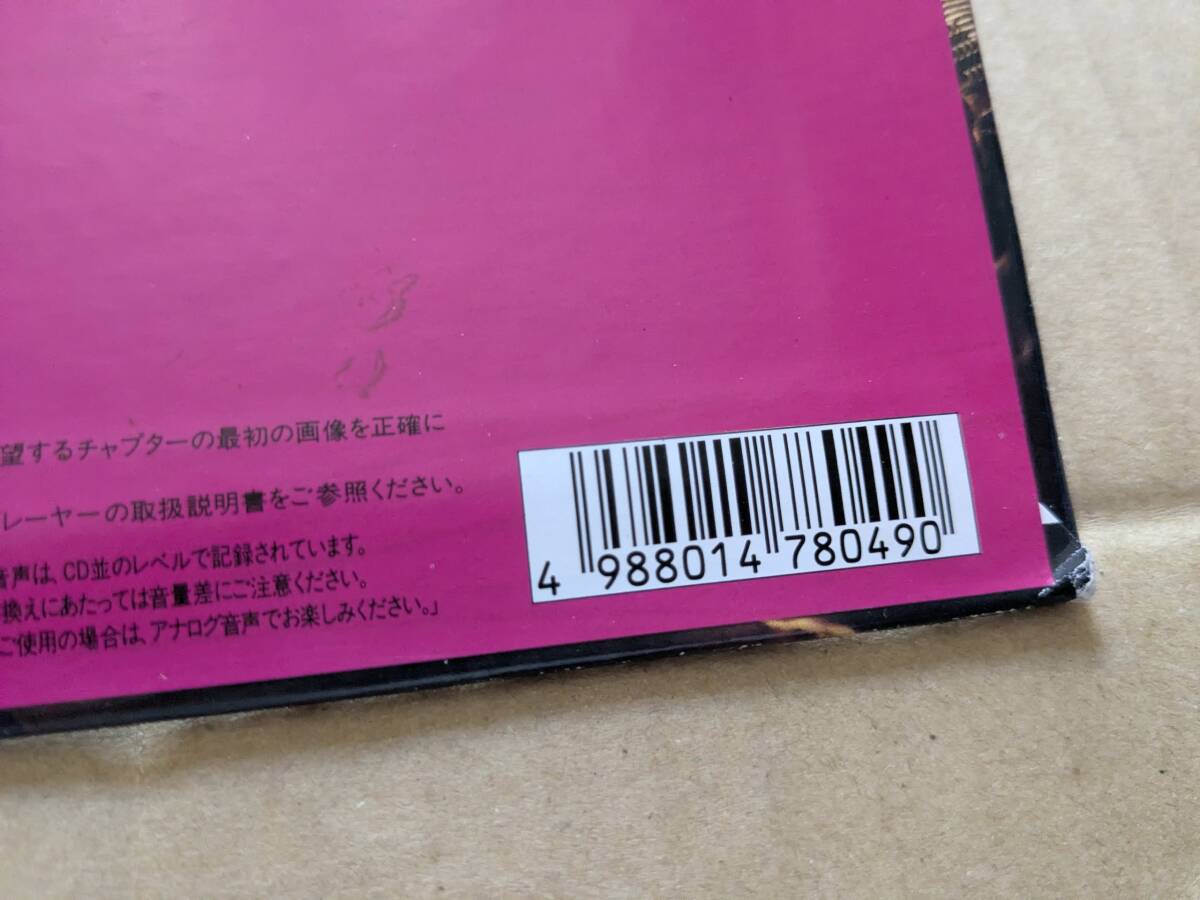 望するチャプターの最初の画像を正確に
レーヤーの取扱説明書をご参照ください。
音声は、CD並のレベルで記録されています。
換えにあたっては音量差にご注意ください。
ご使用の場合は、アナログ音声でお楽しみください。」
4 988014 780490